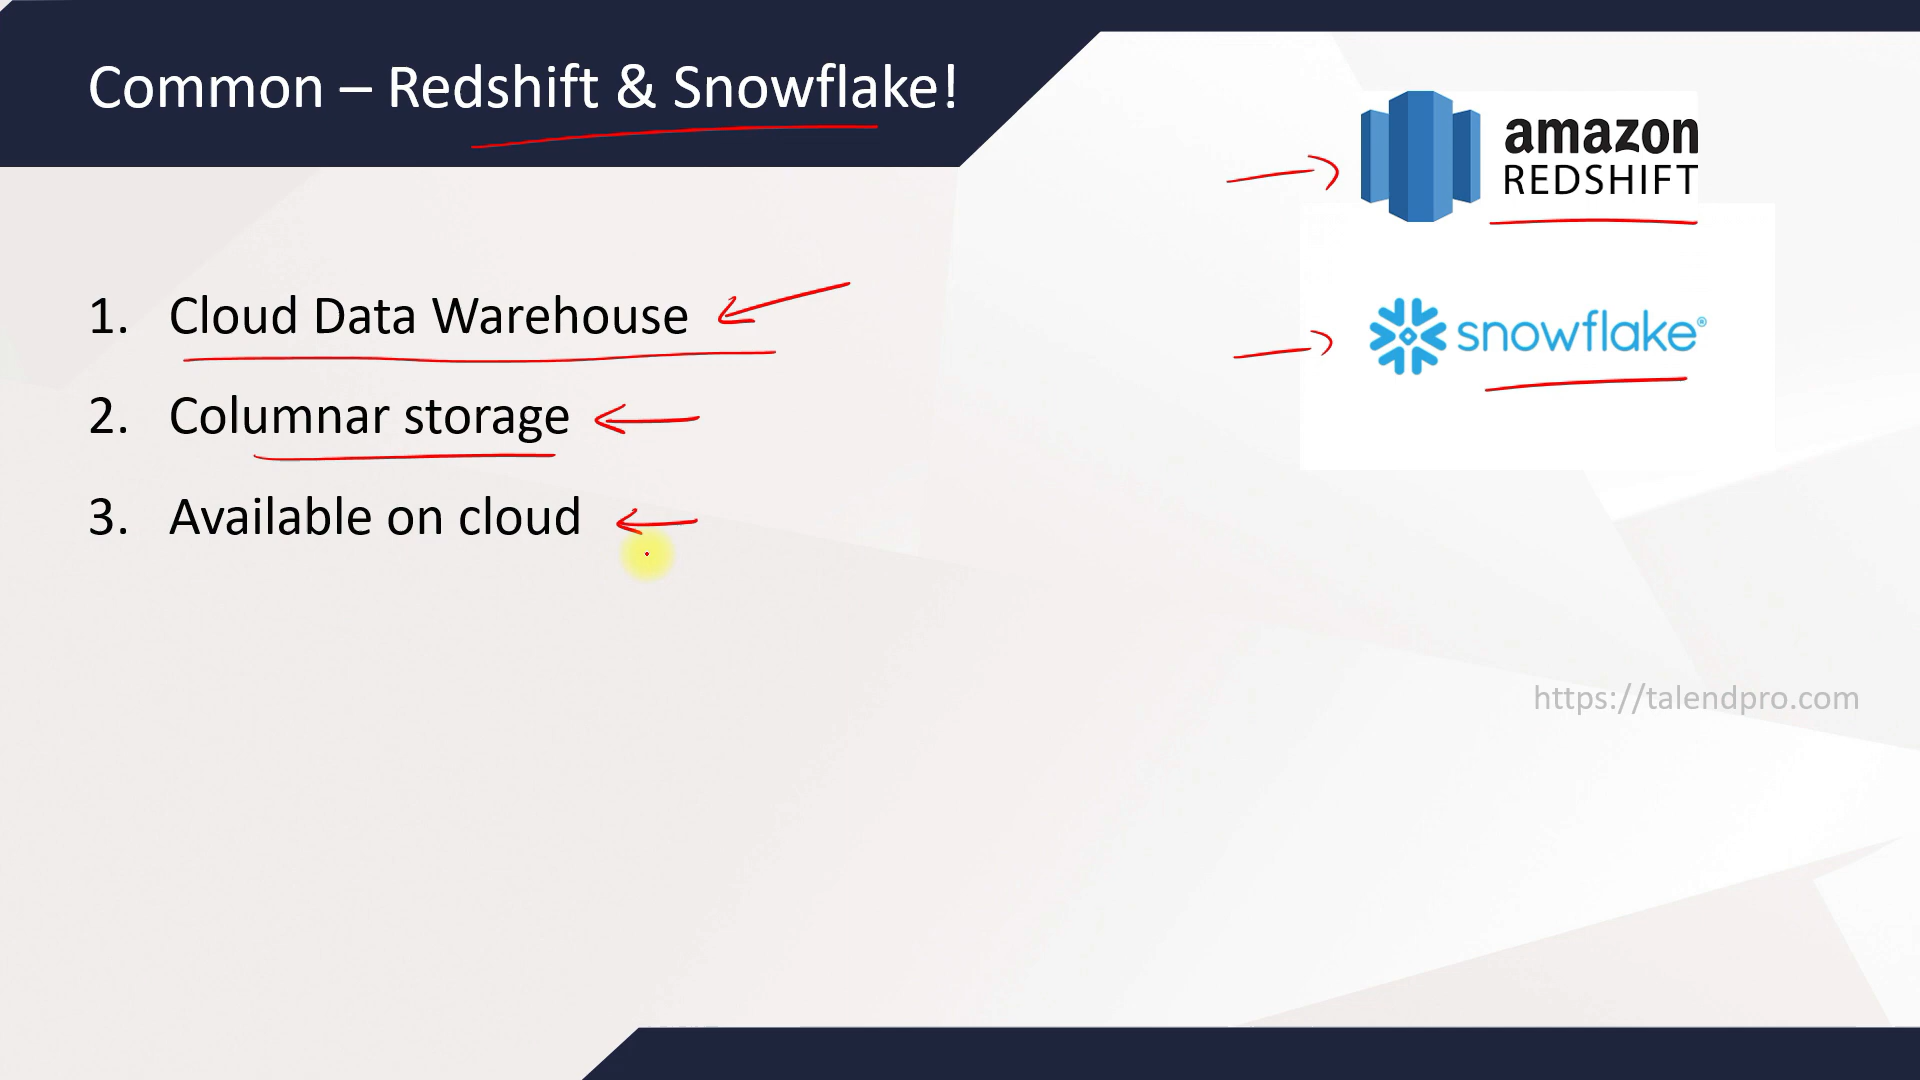 Common – Redshift & Snowflake!
amazon
REDSHIFT
snowflake®
1. Cloud Data Warehouse
2. Columnar storage
3. Available on cloud
https://talendpro.com